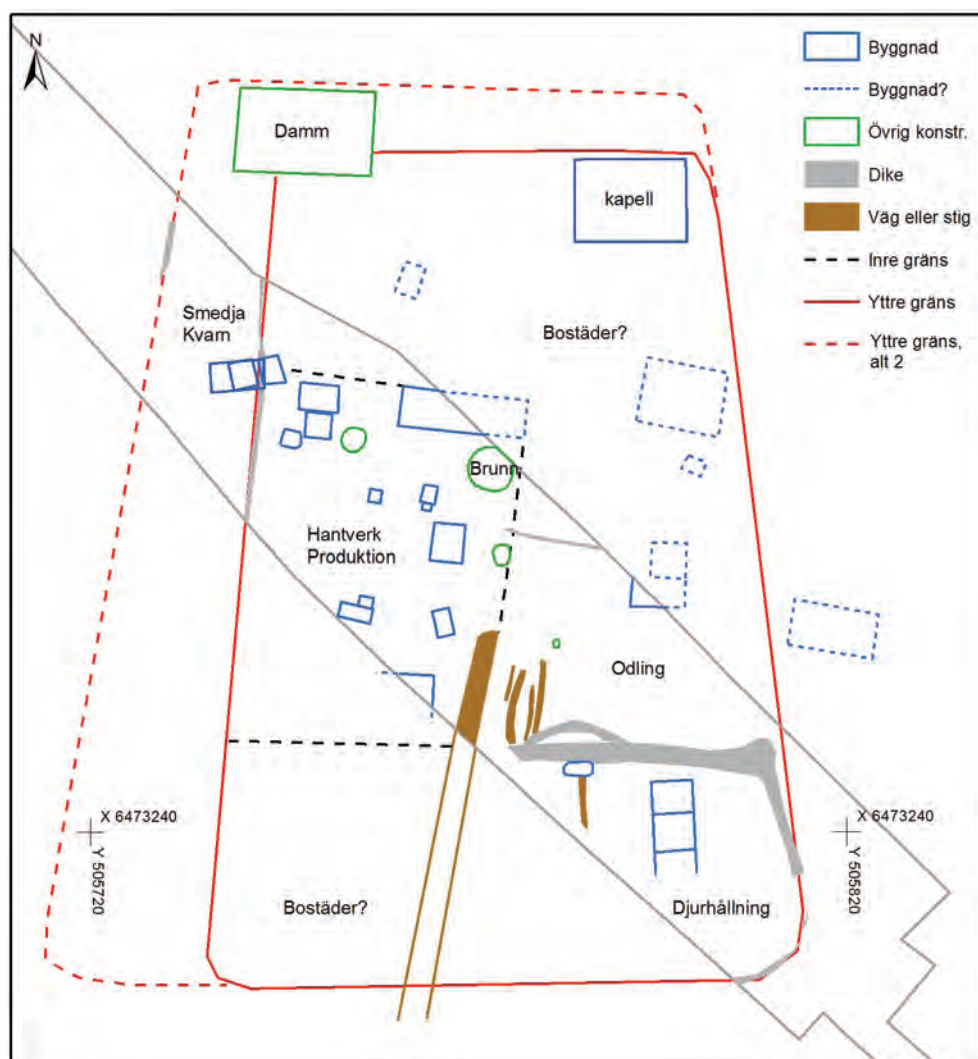 N
Damm
kapell
Smedja
Kvarn
Bostäder?
Brunn
Hantverk
Produktion
Odling
X 6473240
Y 505720
X 6473240
Y 505820
Bostäder?
Djurhållning
Byggnad
Byggnad?
Övrig konstr.
Dike
Väg eller stig
Inre gräns
Yttre gräns
Yttre gräns,
alt 2